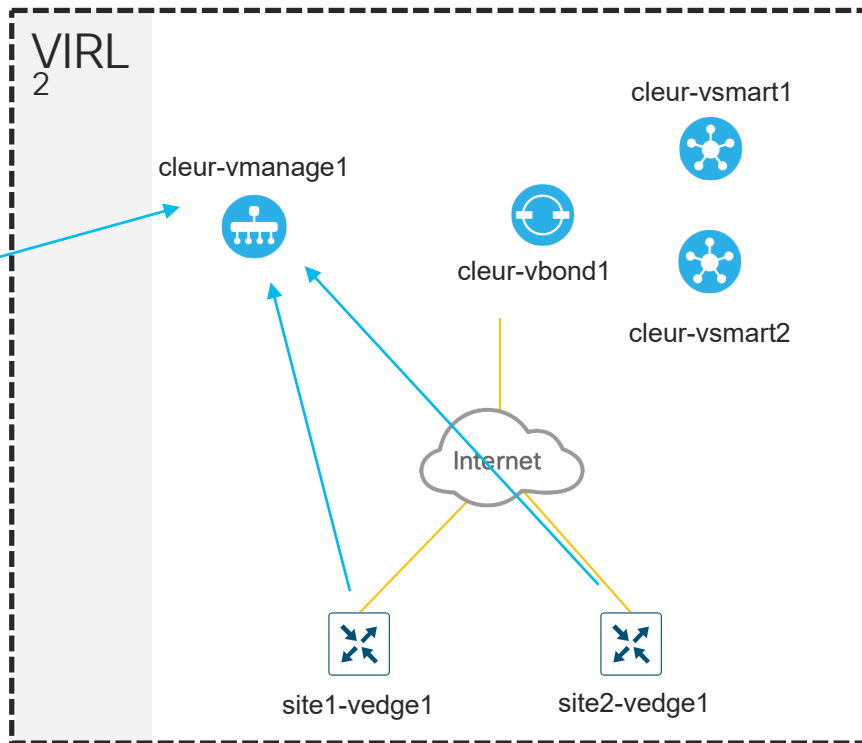 VIRL
2
cleur-vsmart1
cleur-vmanage1
cleur-vbond1
cleur-vsmart2
Internet
site1-vedge1
site2-vedge1